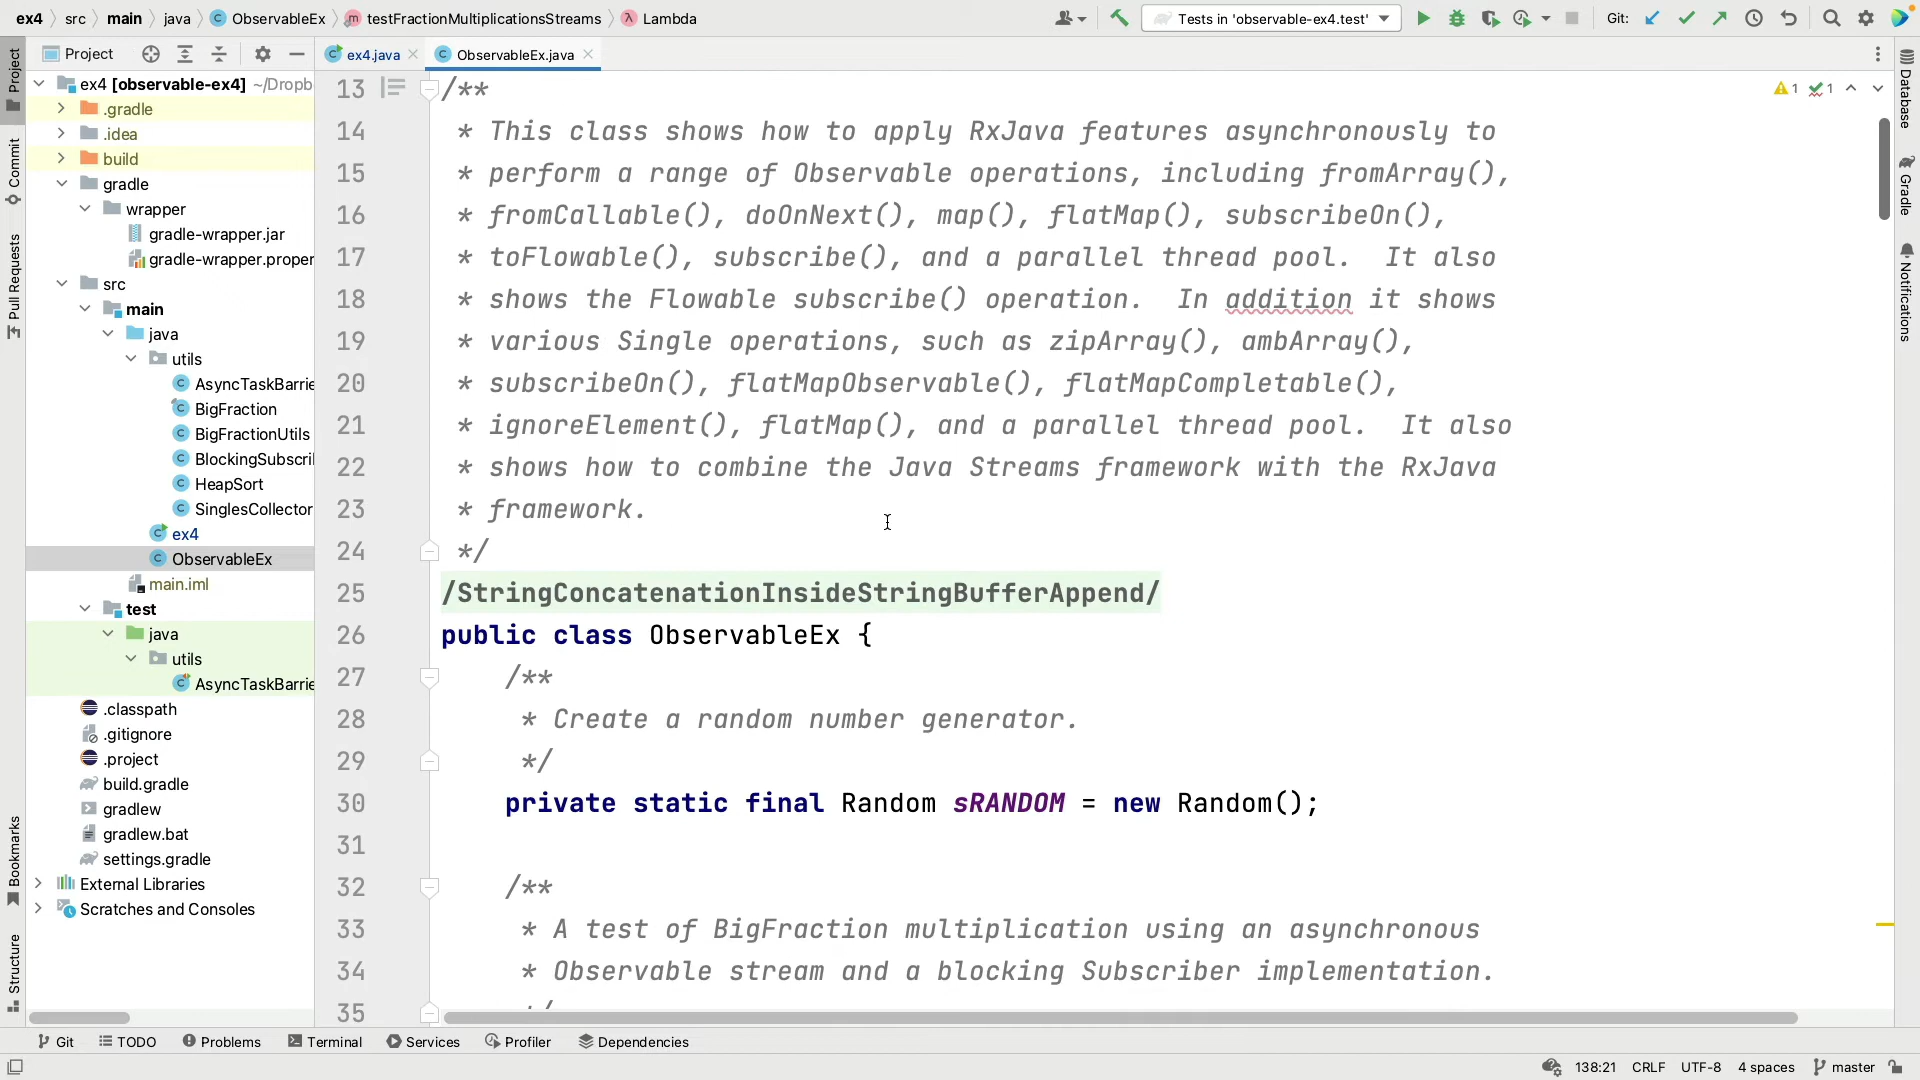 ex4 src main java ObservableEx testFractionMultiplicationsStreams Lambda Tests in 'observable-ex4.test' Git:
Project ex4.java ObservableEx.java
Project
Commit
Pull Requests
Bookmarks
Structure
ex4 [observable-ex4] ~/Dropb
.gradle
.idea
build
gradle
wrapper
gradle-wrapper.jar
gradle-wrapper.proper
src
main
java
utils
AsyncTaskBarrie
BigFraction
BigFractionUtils
BlockingSubscri
HeapSort
SinglesCollector
ex4
ObservableEx
main.iml
test
java
utils
AsyncTaskBarrie
.classpath
.gitignore
.project
build.gradle
gradlew
gradlew.bat
settings.gradle
External Libraries
Scratches and Consoles
13 /**
14 * This class shows how to apply RxJava features asynchronously to
15 * perform a range of Observable operations, including fromArray(),
16 * fromCallable(), doOnNext(), map(), flatMap(), subscribeOn(),
17 * toFlowable(), subscribe(), and a parallel thread pool.  It also
18 * shows the Flowable subscribe() operation.  In addition it shows
19 * various Single operations, such as zipArray(), ambArray(),
20 * subscribeOn(), flatMapObservable(), flatMapCompletable(),
21 * ignoreElement(), flatMap(), and a parallel thread pool.  It also
22 * shows how to combine the Java Streams framework with the RxJava
23 * framework.
24 */
25 /StringConcatenationInsideStringBufferAppend/
26 public class ObservableEx {
27 /**
28 * Create a random number generator.
29 */
30 private static final Random sRANDOM = new Random();
31
32 /**
33 * A test of BigFraction multiplication using an asynchronous
34 * Observable stream and a blocking Subscriber implementation.
35 */
1 1
Database
Gradle
Notifications
Git TODO Problems Terminal Services Profiler Dependencies
138:21 CRLF UTF-8 4 spaces master